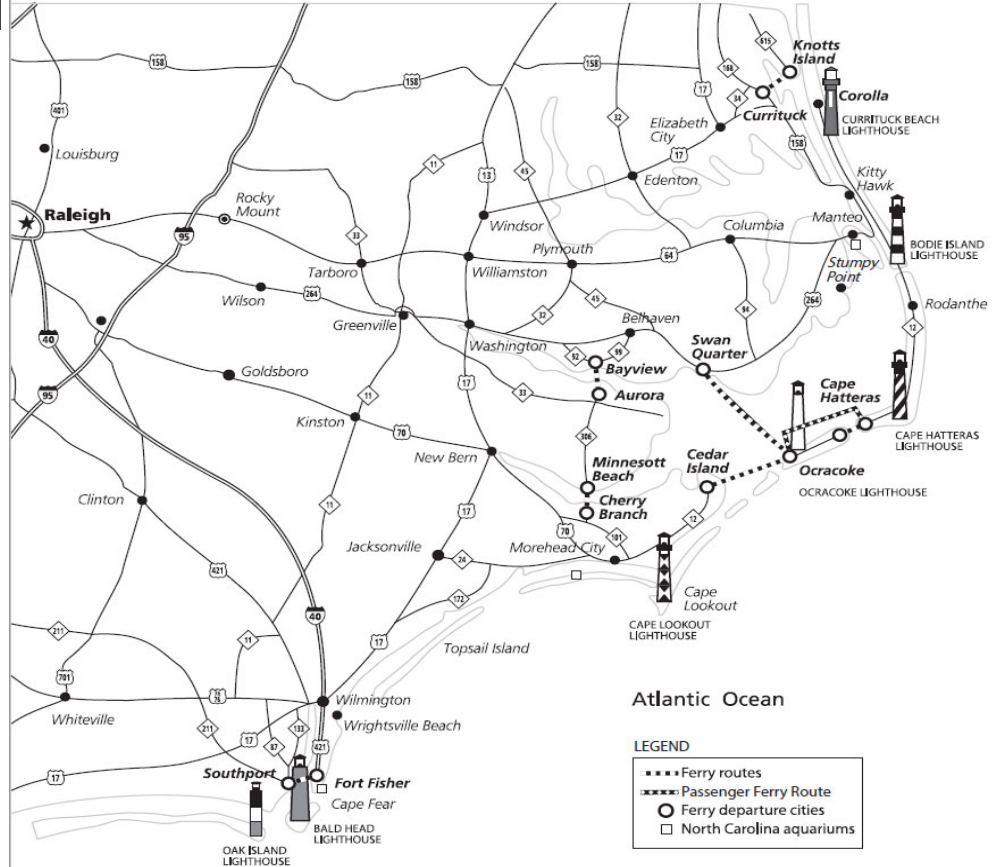 615
Knotts
Island
158
158
158
168
17
34
Corolla
CURRITUCK BEACH
LIGHTHOUSE
Currituck
401
32
Elizabeth
City
Louisburg
11
13
45
17
158
Edenton
Kitty
Hawk
Rocky
Mount
Raleigh
95
33
Windsor
Columbia
Manteo
BODIE ISLAND
LIGHTHOUSE
Plymouth
64
Tarboro
Williamston
Stumpy
Point
Wilson
264
45
94
264
Rodanthe
32
Greenville
Belhaven
12
40
Washington
92
99
Swan
Quarter
Bayview
95
Goldsboro
17
33
Aurora
Cape
Hatteras
11
Kinston
70
306
CAPE HATTERAS
LIGHTHOUSE
New Bern
Minnesott
Beach
Cedar
Island
Ocracoke
OCRACOKE LIGHTHOUSE
Clinton
11
17
Cherry
Branch
12
70
101
Jacksonville
24
Morehead City
421
172
Cape
Lookout
CAPE LOOKOUT
LIGHTHOUSE
40
211
11
17
Topsail Island
701
74
76
Wilmington
Atlantic Ocean
Whiteville
211
17
133
Wrightsville Beach
87
421
LEGEND
17
Southport
Fort Fisher
Cape Fear
Ferry routes
Passenger Ferry Route
Ferry departure cities
North Carolina aquariums
BALD HEAD
LIGHTHOUSE
OAK ISLAND
LIGHTHOUSE